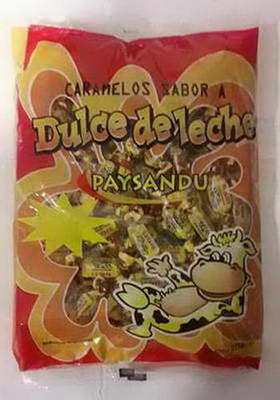 CARAMELOS SABOR A
Dulce de leche
PAYSANDU